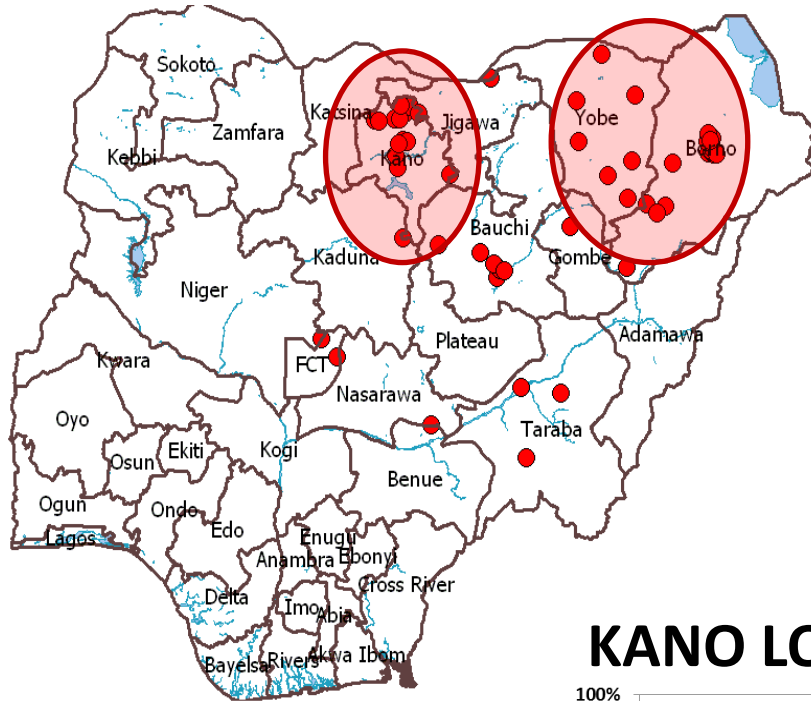 Sokoto
Katsina
Zamfara
Jigawa
Yobe
Kebbi
Kano
Borno
Bauchi
Kaduna
Gombe
Niger
Adamawa
Plateau
Kwara
FCT
Nasarawa
Oyo
Taraba
Ekiti
Kogi
Osun
Benue
Ogun
Ondo
Edo
Lagos
Enugu
Ebonyi
Anambra
Cross River
Delta
Imo
Abia
Bayelsa
Rivers
Akwa Ibom
KANO LO
100%